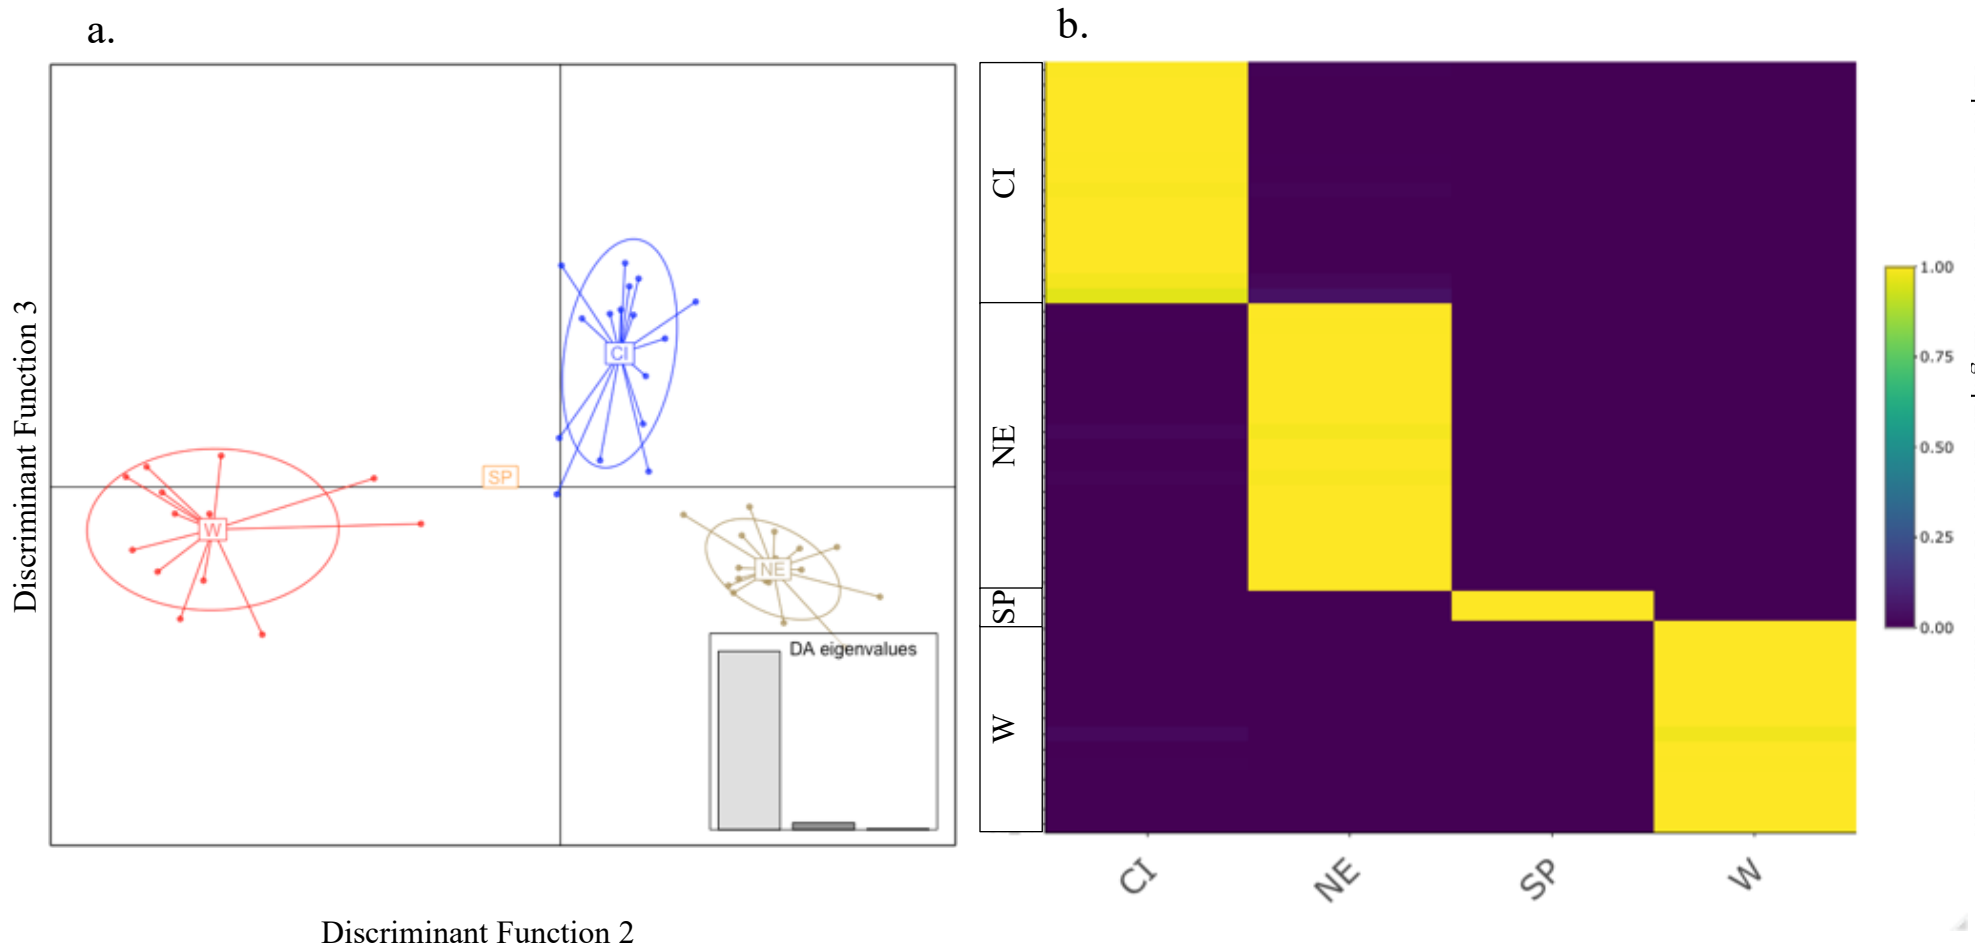 a.
Discriminant Function 3
CI
SP
W
NE
DA eigenvalues
Discriminant Function 2
b.
CI
NE
SP
W
CI
NE
SP
W
1.00
0.75
0.50
0.25
0.00